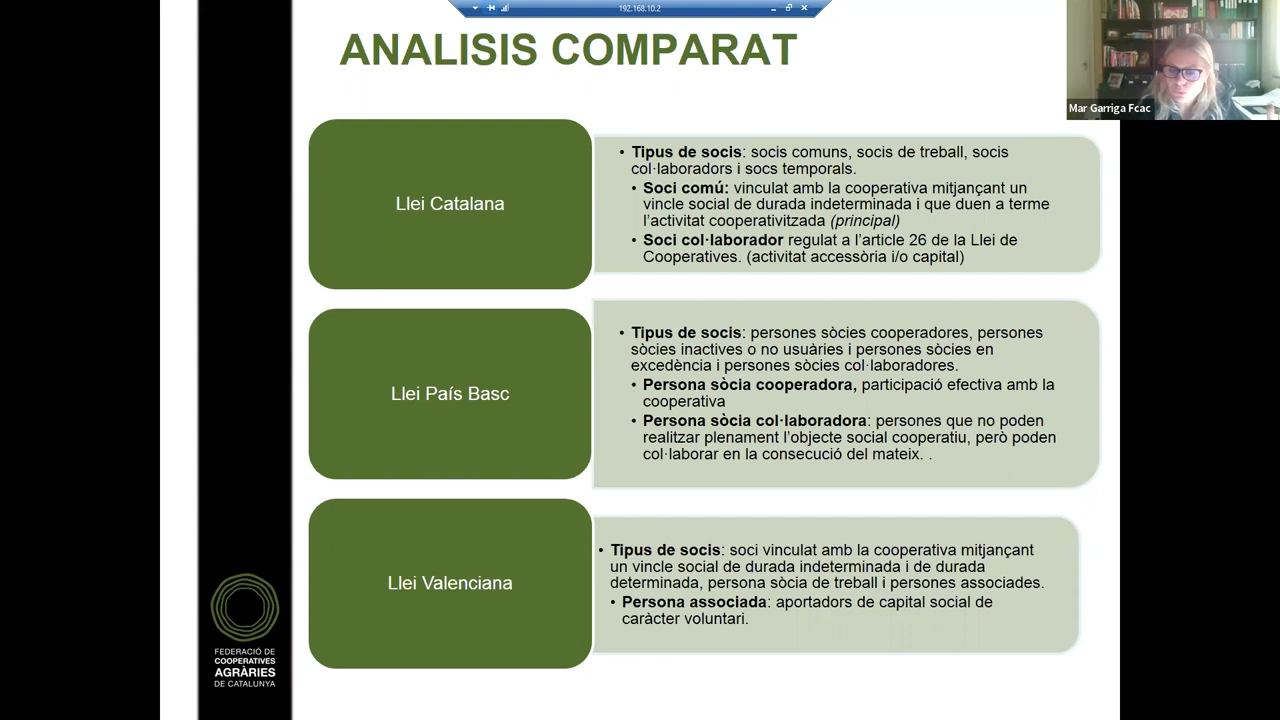 192.168.10.2
ANALISIS COMPARAT
Mar Garriga Fcac
Llei Catalana
• Tipus de socis: socis comuns, socis de treball, socis
col·laboradors i socs temporals.
• Soci comú: vinculat amb la cooperativa mitjançant un
vincle social de durada indeterminada i que duen a terme
l’activitat cooperativitzada (principal)
• Soci col·laborador regulat a l’article 26 de la Llei de
Cooperatives. (activitat accessòria i/o capital)
Llei País Basc
• Tipus de socis: persones sòcies cooperadores, persones
sòcies inactives o no usuàries i persones sòcies en
excedència i persones sòcies col·laboradores.
• Persona sòcia cooperadora, participació efectiva amb la
cooperativa
• Persona sòcia col·laboradora: persones que no poden
realitzar plenament l’objecte social cooperatiu, però poden
col·laborar en la consecució del mateix. .
Llei Valenciana
• Tipus de socis: soci vinculat amb la cooperativa mitjançant
un vincle social de durada indeterminada i de durada
determinada, persona sòcia de treball i persones associades.
• Persona associada: aportadors de capital social de
caràcter voluntari.
FEDERACIÓ DE
COOPERATIVES
AGRÀRIES
DE CATALUNYA